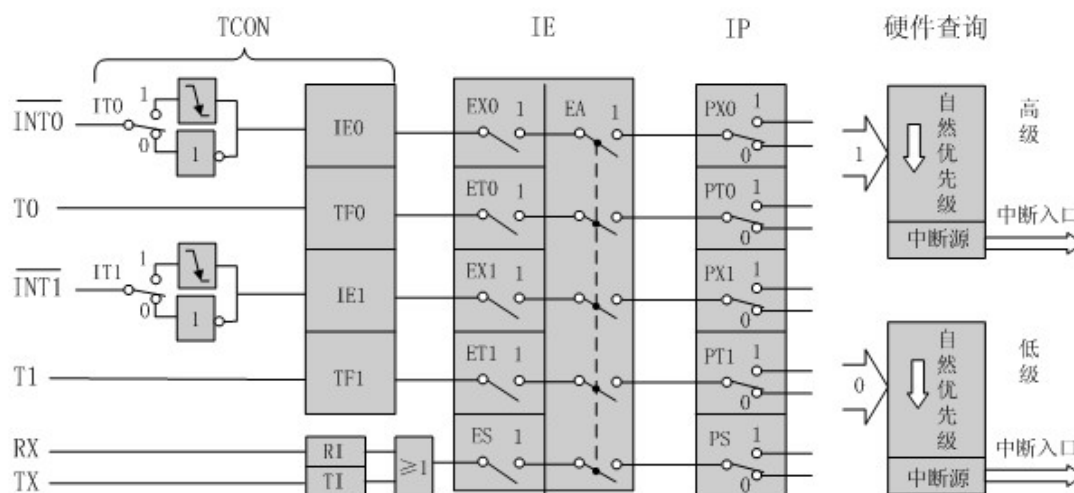 TCON IE IP 硬件查询
INT0 IT0 1 0 1 IE0 EX0 1 EA 1 PX0 1 0
1 自然优先级 高级
T0 TF0 ET0 1 PT0 1 0
中断源 中断入口
INT1 IT1 1 0 1 IE1 EX1 1 PX1 1 0
T1 TF1 ET1 1 PT1 1 0
0 自然优先级 低级
RX RI ≥1 ES 1 PS 1 0
TX TI
中断源 中断入口